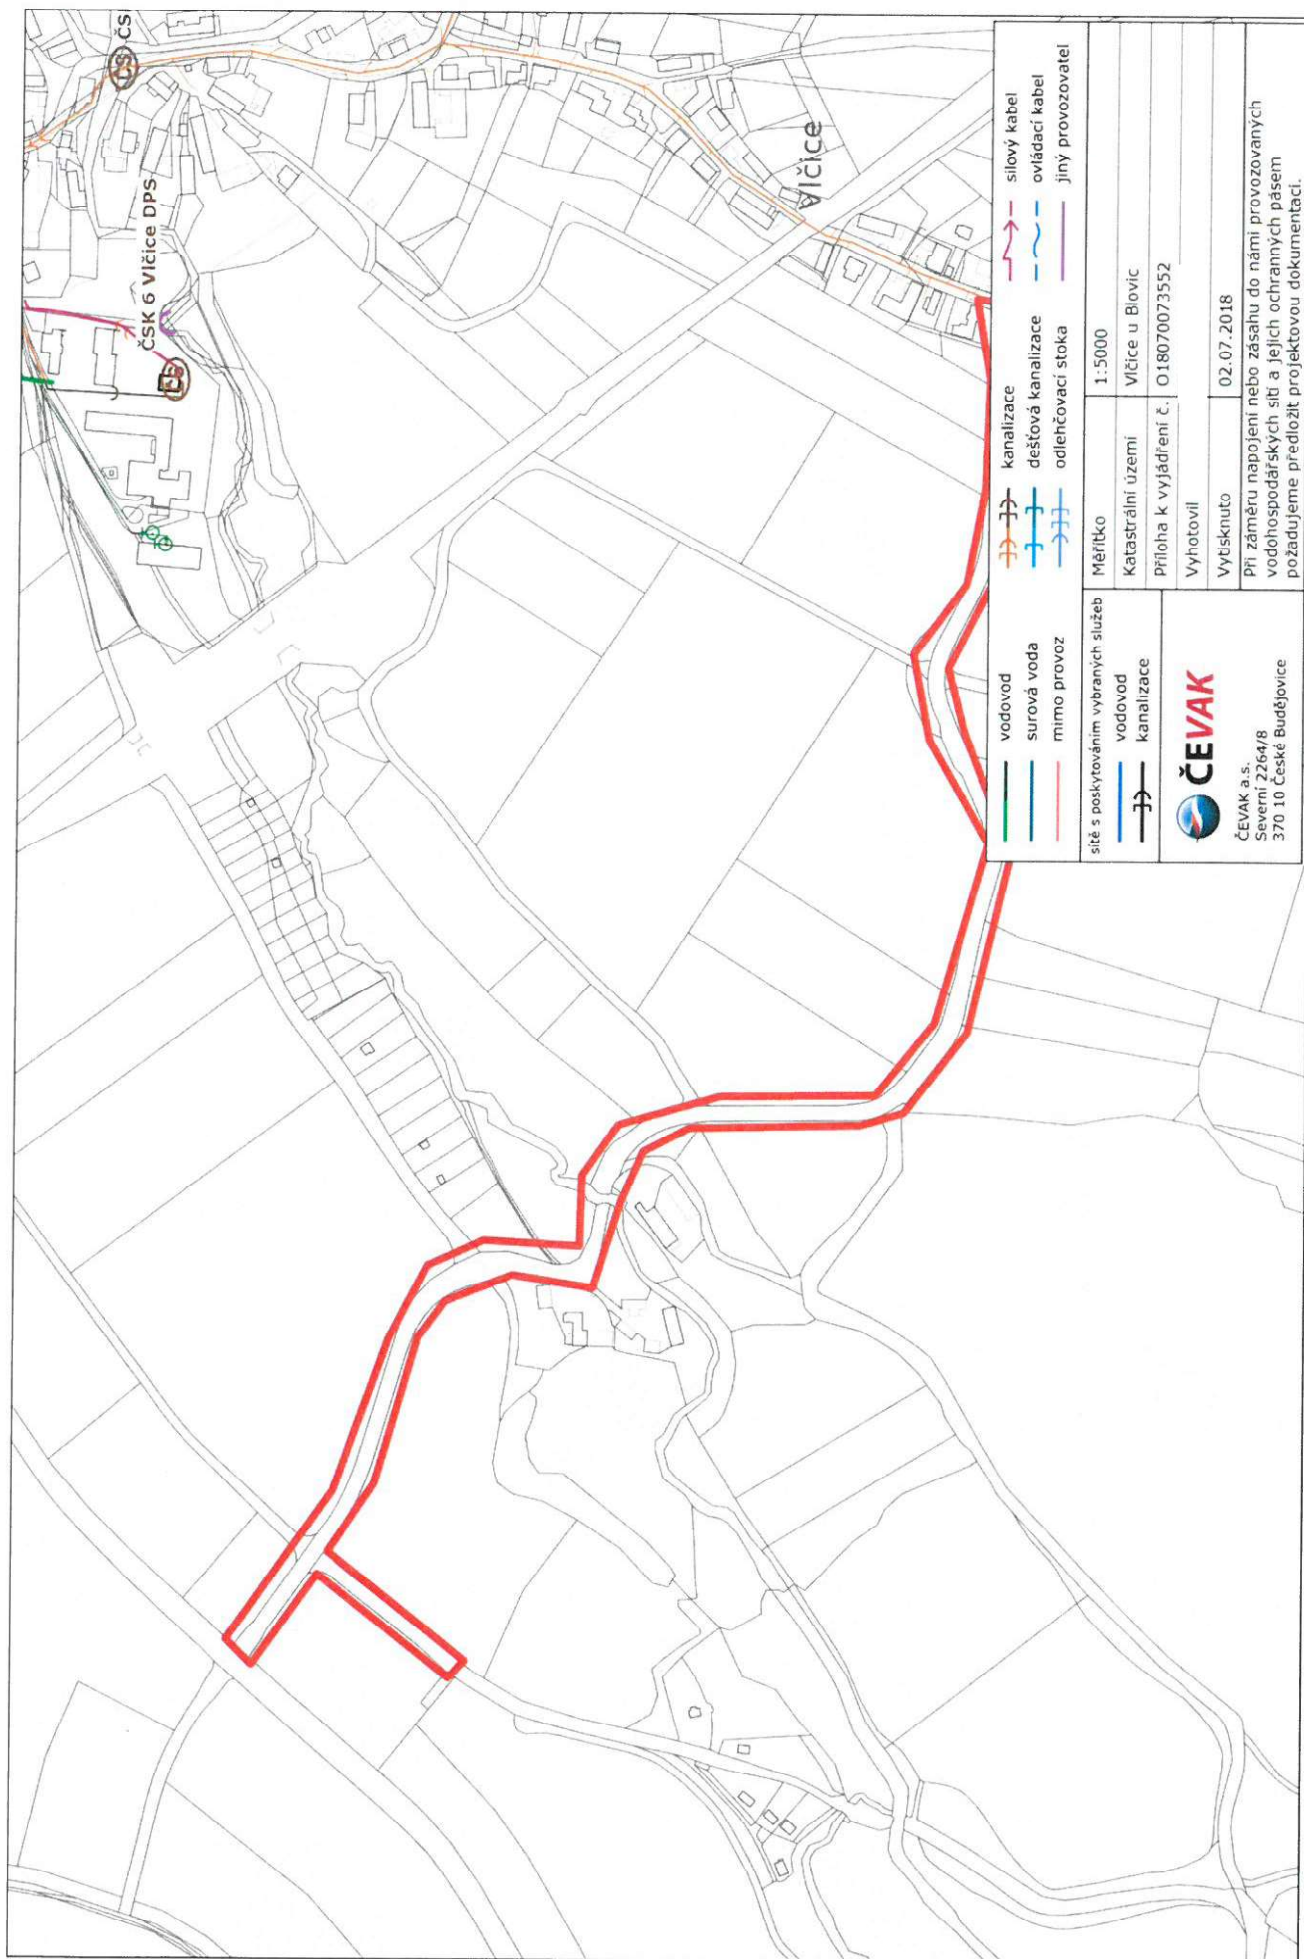 ČS
ČSK 6 Vlčice DPS
Vlčice
vodovod
surová voda
mimo provoz
kanalizace
dešťová kanalizace
odlehčovací stoka
silový kabel
ovládací kabel
jiný provozovatel
sítě s poskytováním vybraných služeb
vodovod
kanalizace
ČEVAK
ČEVAK a.s.
Severní 2264/8
370 10 České Budějovice
Měřítko 1:5000
Katastrální území Vlčice u Blovic
Příloha k vyjádření č. O18070073552
Vyhotovil
Vytisknuto 02.07.2018
Při záměru napojení nebo zásahu do námi provozovaných
vodohospodářských sítí a jejich ochranných pásem
požadujeme předložit projektovou dokumentaci.